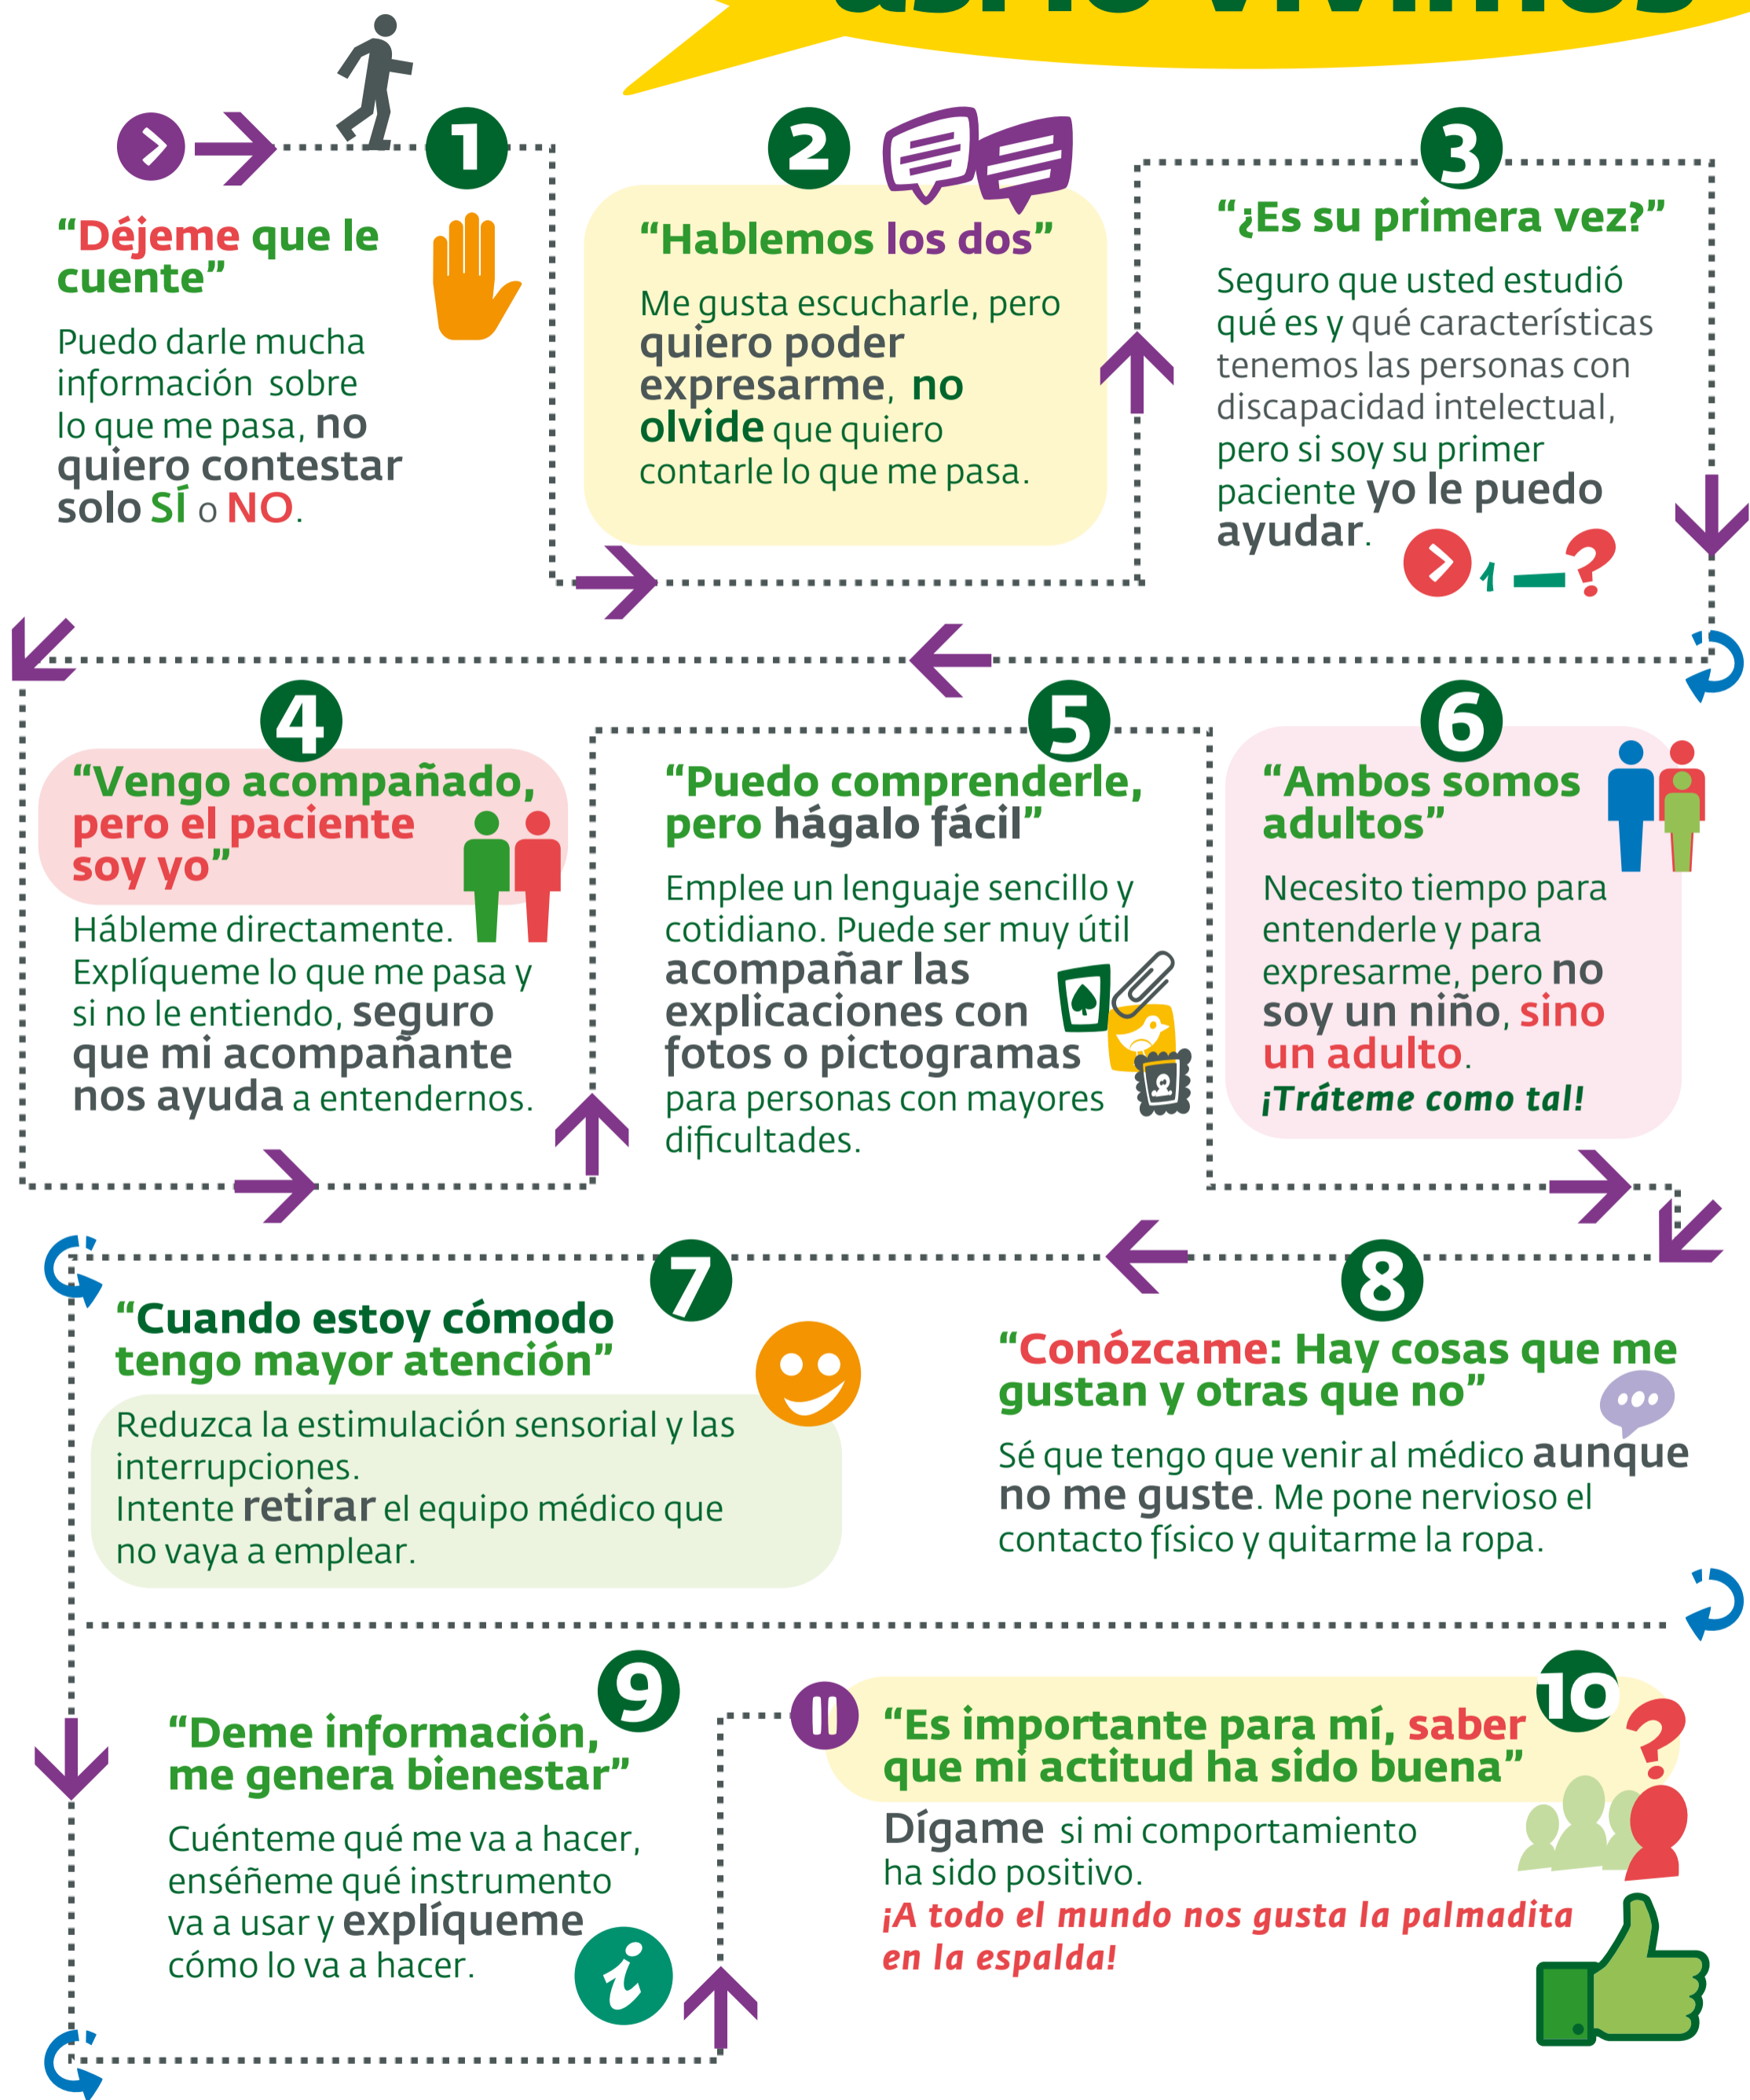 así lo vivimos
1
“Déjeme que le
cuente”
Puedo darle mucha
información sobre
lo que me pasa, no
quiero contestar
solo SÍ o NO.
2
“Hablemos los dos”
Me gusta escucharle, pero
quiero poder
expresarme, no
olvide que quiero
contarle lo que me pasa.
3
“¿Es su primera vez?”
Seguro que usted estudió
qué es y qué características
tenemos las personas con
discapacidad intelectual,
pero si soy su primer
paciente yo le puedo
ayudar.
1 – ?
4
“Vengo acompañado,
pero el paciente
soy yo”
Hábleme directamente.
Explíqueme lo que me pasa y
si no le entiendo, seguro
que mi acompañante
nos ayuda a entendernos.
5
“Puedo comprenderle,
pero hágalo fácil”
Emplee un lenguaje sencillo y
cotidiano. Puede ser muy útil
acompañar las
explicaciones con
fotos o pictogramas
para personas con mayores
dificultades.
6
“Ambos somos
adultos”
Necesito tiempo para
entenderle y para
expresarme, pero no
soy un niño, sino
un adulto.
¡Tráteme como tal!
7
“Cuando estoy cómodo
tengo mayor atención”
Reduzca la estimulación sensorial y las
interrupciones.
Intente retirar el equipo médico que
no vaya a emplear.
8
“Conózcame: Hay cosas que me
gustan y otras que no”
Sé que tengo que venir al médico aunque
no me guste. Me pone nervioso el
contacto físico y quitarme la ropa.
9
“Deme información,
me genera bienestar”
Cuénteme qué me va a hacer,
enséñeme qué instrumento
va a usar y explíqueme
cómo lo va a hacer.
i
10
“Es importante para mí, saber
que mi actitud ha sido buena”
Dígame si mi comportamiento
ha sido positivo.
¡A todo el mundo nos gusta la palmadita
en la espalda!
?